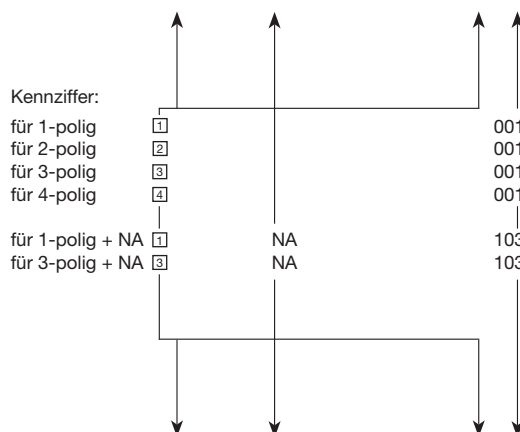 Kennziffer:
für 1-polig 1 001
für 2-polig 2 001
für 3-polig 3 001
für 4-polig 4 001
für 1-polig + NA 1 NA 103
für 3-polig + NA 3 NA 103